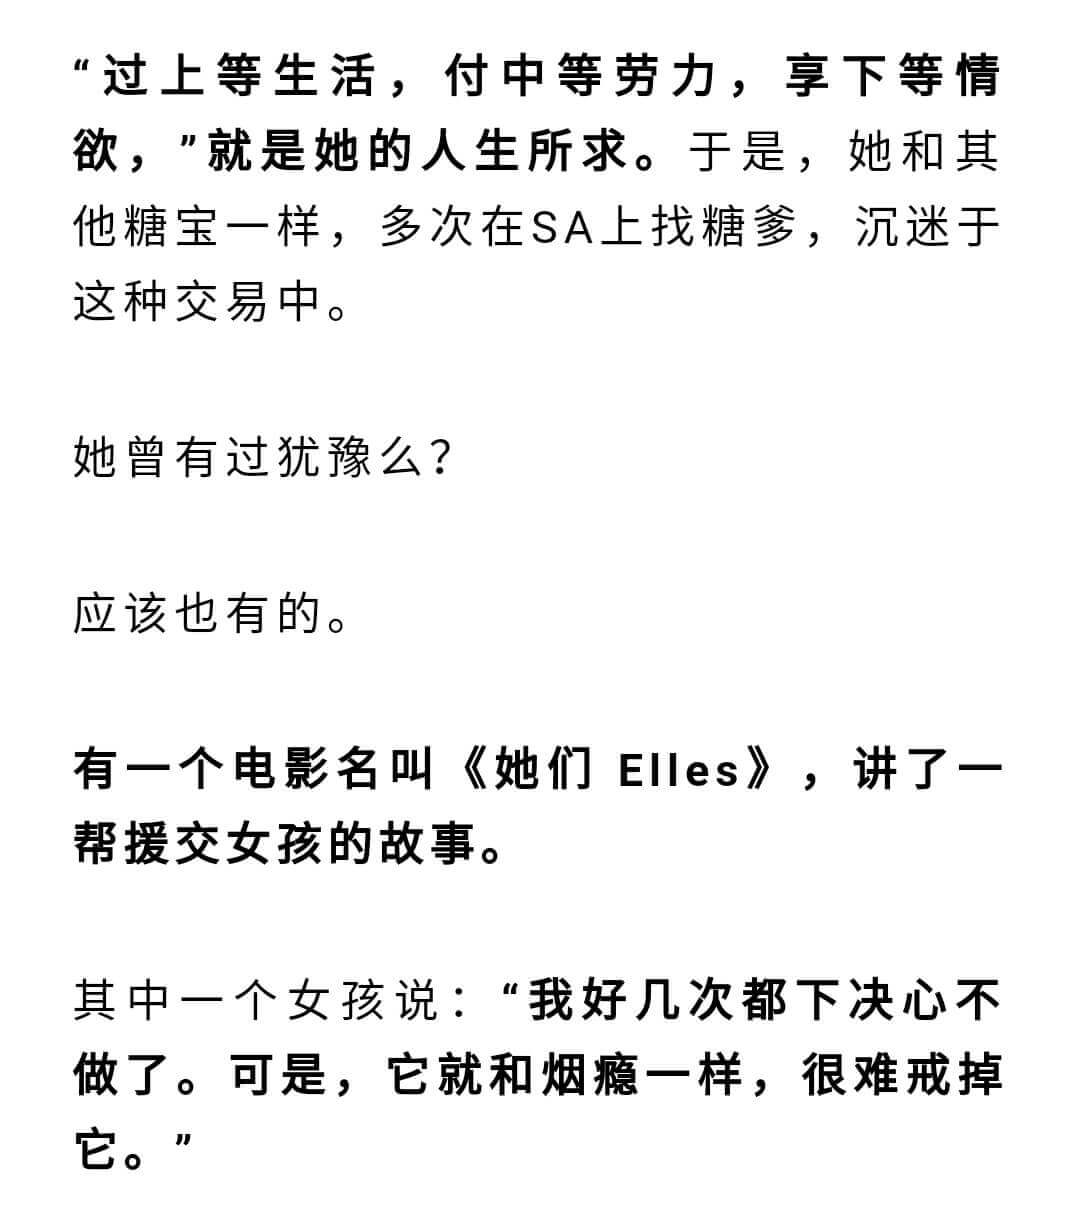 “过上等生活，付中等劳力，享下等情
欲，”就是她的人生所求。于是，她和其
他糖宝一样，多次在SA上找糖爹，沉迷于
这种交易中。
她曾有过犹豫么？
应该也有的。
有一个电影名叫《她们 Elles》，讲了一
帮援交女孩的故事。
其中一个女孩说：“我好几次都下决心不
做了。可是，它就和烟瘾一样，很难戒掉
它。”